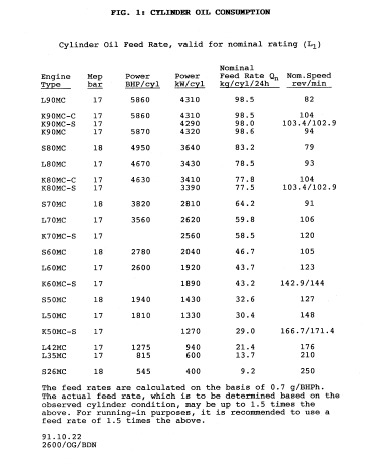 FIG. 1: CYLINDER OIL CONSUMPTION
Cylinder Oil Feed Rate, valid for nominal rating (L1)
Nominal
Engine Mep Power Power Feed Rate Qn Nom.Speed
Type bar BHP/cyl kW/cyl kg/cyl/24h rev/min
L90MC 17 5860 4310 98.5 82
K90MC-C 17 5860 4310 98.5 104
K90MC-S 17 4290 98.0 103.4/102.9
K90MC 17 5870 4320 98.6 94
S80MC 18 4950 3640 83.2 79
L80MC 17 4670 3430 78.5 93
K80MC-C 17 4630 3410 77.8 104
K80MC-S 17 3390 77.5 103.4/102.9
S70MC 18 3820 2810 64.2 91
L70MC 17 3560 2620 59.8 106
K70MC-S 17 2560 58.5 120
S60MC 18 2780 2040 46.7 105
L60MC 17 2600 1920 43.7 123
K60MC-S 17 1890 43.2 142.9/144
S50MC 18 1940 1430 32.6 127
L50MC 17 1810 1330 30.4 148
K50MC-S 17 1270 29.0 166.7/171.4
L42MC 17 1275 940 21.4 176
L35MC 17 815 600 13.7 210
S26MC 18 545 400 9.2 250
The feed rates are calculated on the basis of 0.7 g/BHPh.
The actual feed rate, which is to be determined based on the
observed cylinder condition, may be up to 1.5 times the
above. For running-in purposes, it is recommended to use a
feed rate of 1.5 times the above.
91.10.22
2600/OG/BDN